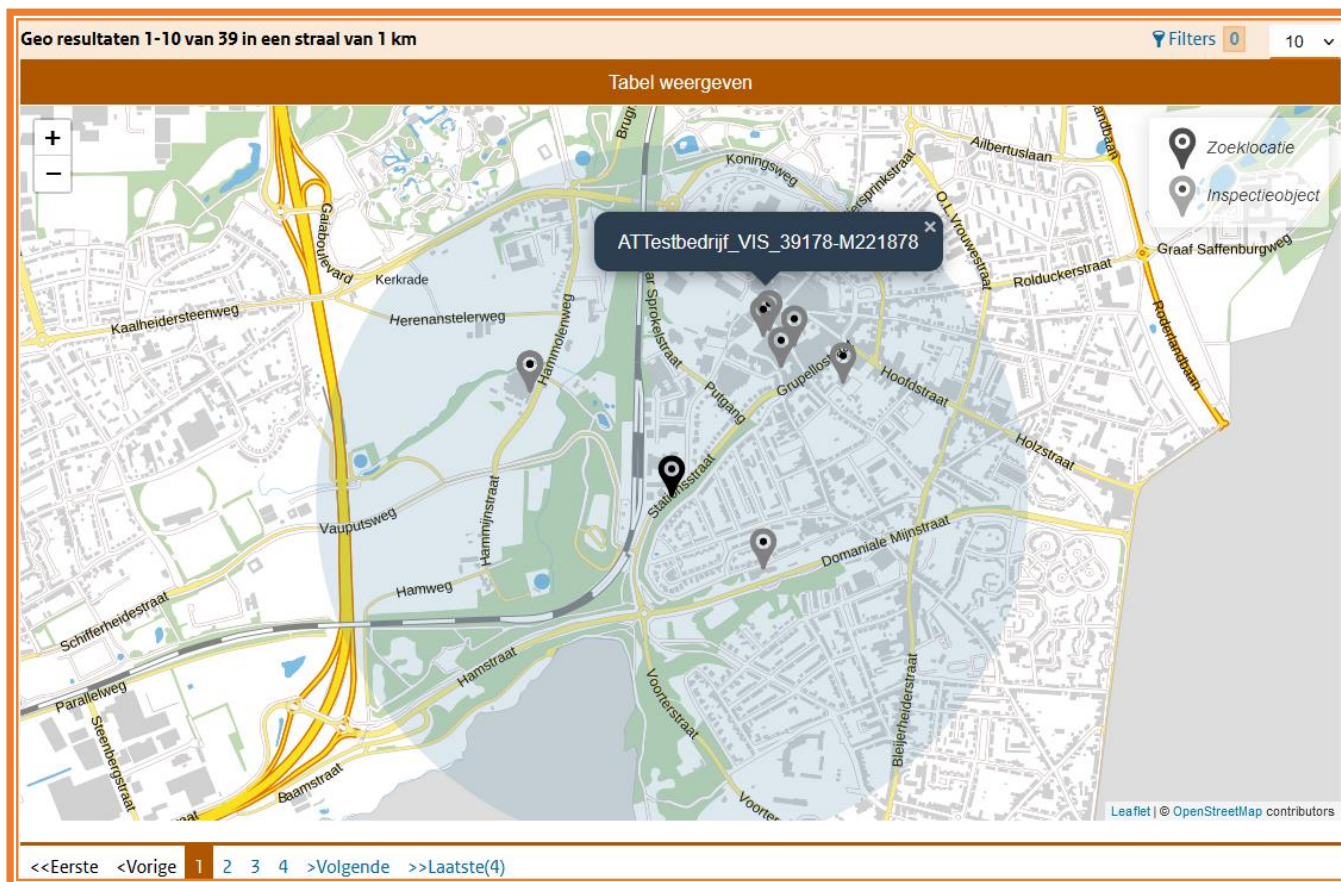 Geo resultaten 1-10 van 39 in een straal van 1 km
Filters 0
10
Tabel weergeven
+
−
Zoeklocatie
Inspectieobject
Ailbertuslaan
Koningsweg
O.L.Vrouwestraat
Graaf Saffenburgweg
Rolduckerstraat
Roderlandbaan
Gaiaboulevard
ATTestbedrijf_VIS_39178-M221878 ×
Kerkrade
Kaalheidersteenweg
Herenanstelerweg
Hammolenweg
Putgang
Hoofdstraat
Holzstraat
Stationsstraat
Vauputsweg
Hammijnstraat
Domaniale Mijnstraat
Hamweg
Schifferheidestraat
Hamstraat
Parallelweg
Steenbergstraat
Voorterstraat
Bleijerheiderstraat
Baamstraat
Leaflet | © OpenStreetMap contributors
<<Eerste <Vorige 1 2 3 4 >Volgende >>Laatste(4)